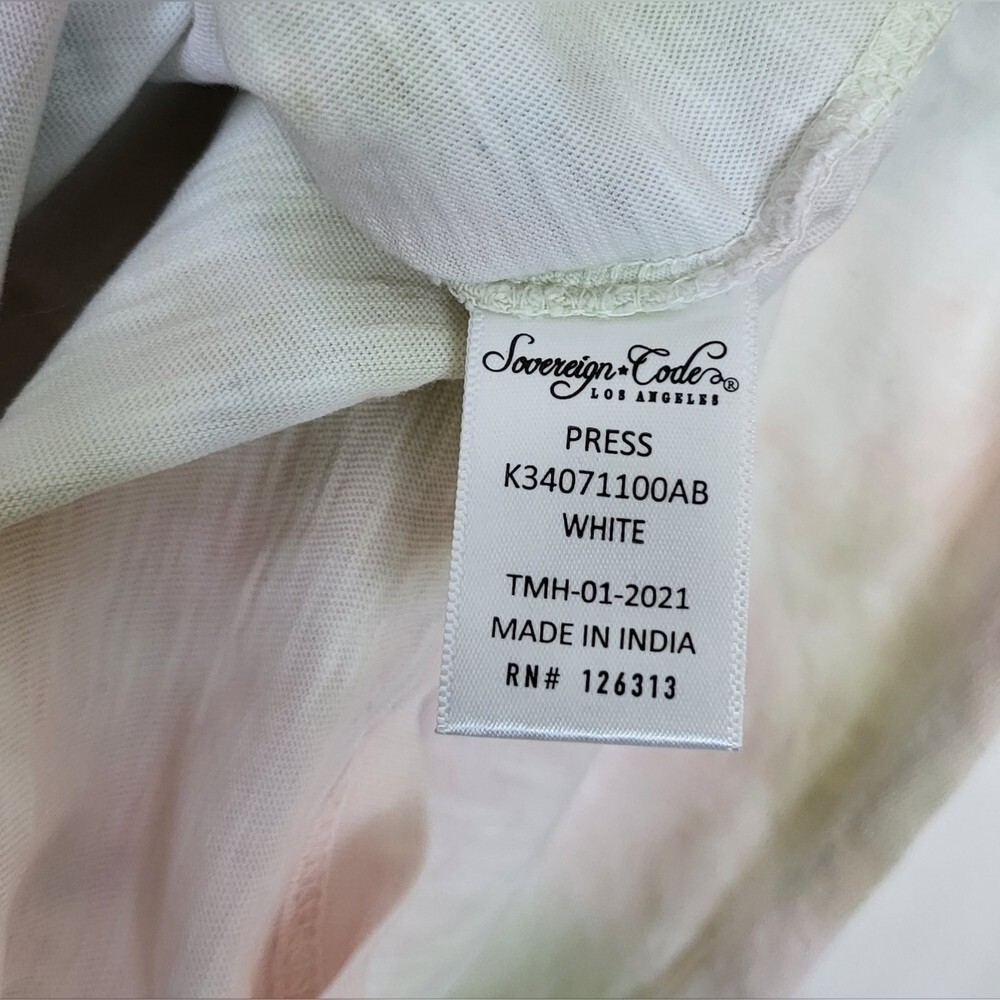 Sovereign★Code®
LOS ANGELES
PRESS
K34071100AB
WHITE
TMH-01-2021
MADE IN INDIA
RN# 126313